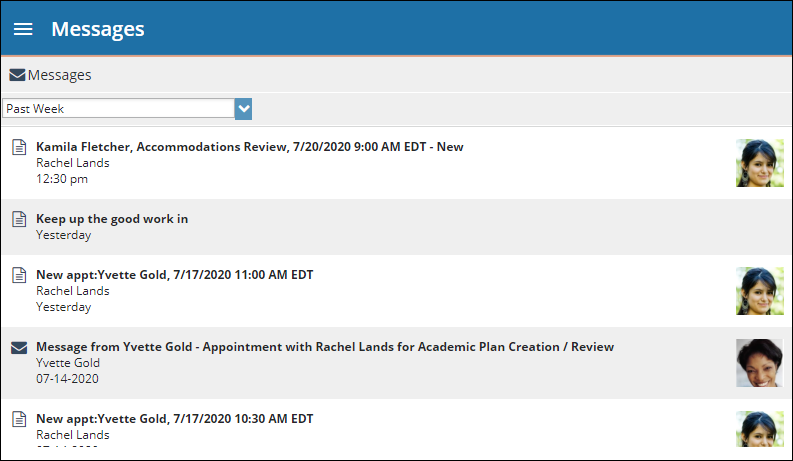 Messages
Messages
Past Week
Kamila Fletcher, Accommodations Review, 7/20/2020 9:00 AM EDT - New
Rachel Lands
12:30 pm
Keep up the good work in
Yesterday
New appt:Yvette Gold, 7/17/2020 11:00 AM EDT
Rachel Lands
Yesterday
Message from Yvette Gold - Appointment with Rachel Lands for Academic Plan Creation / Review
Yvette Gold
07-14-2020
New appt:Yvette Gold, 7/17/2020 10:30 AM EDT
Rachel Lands